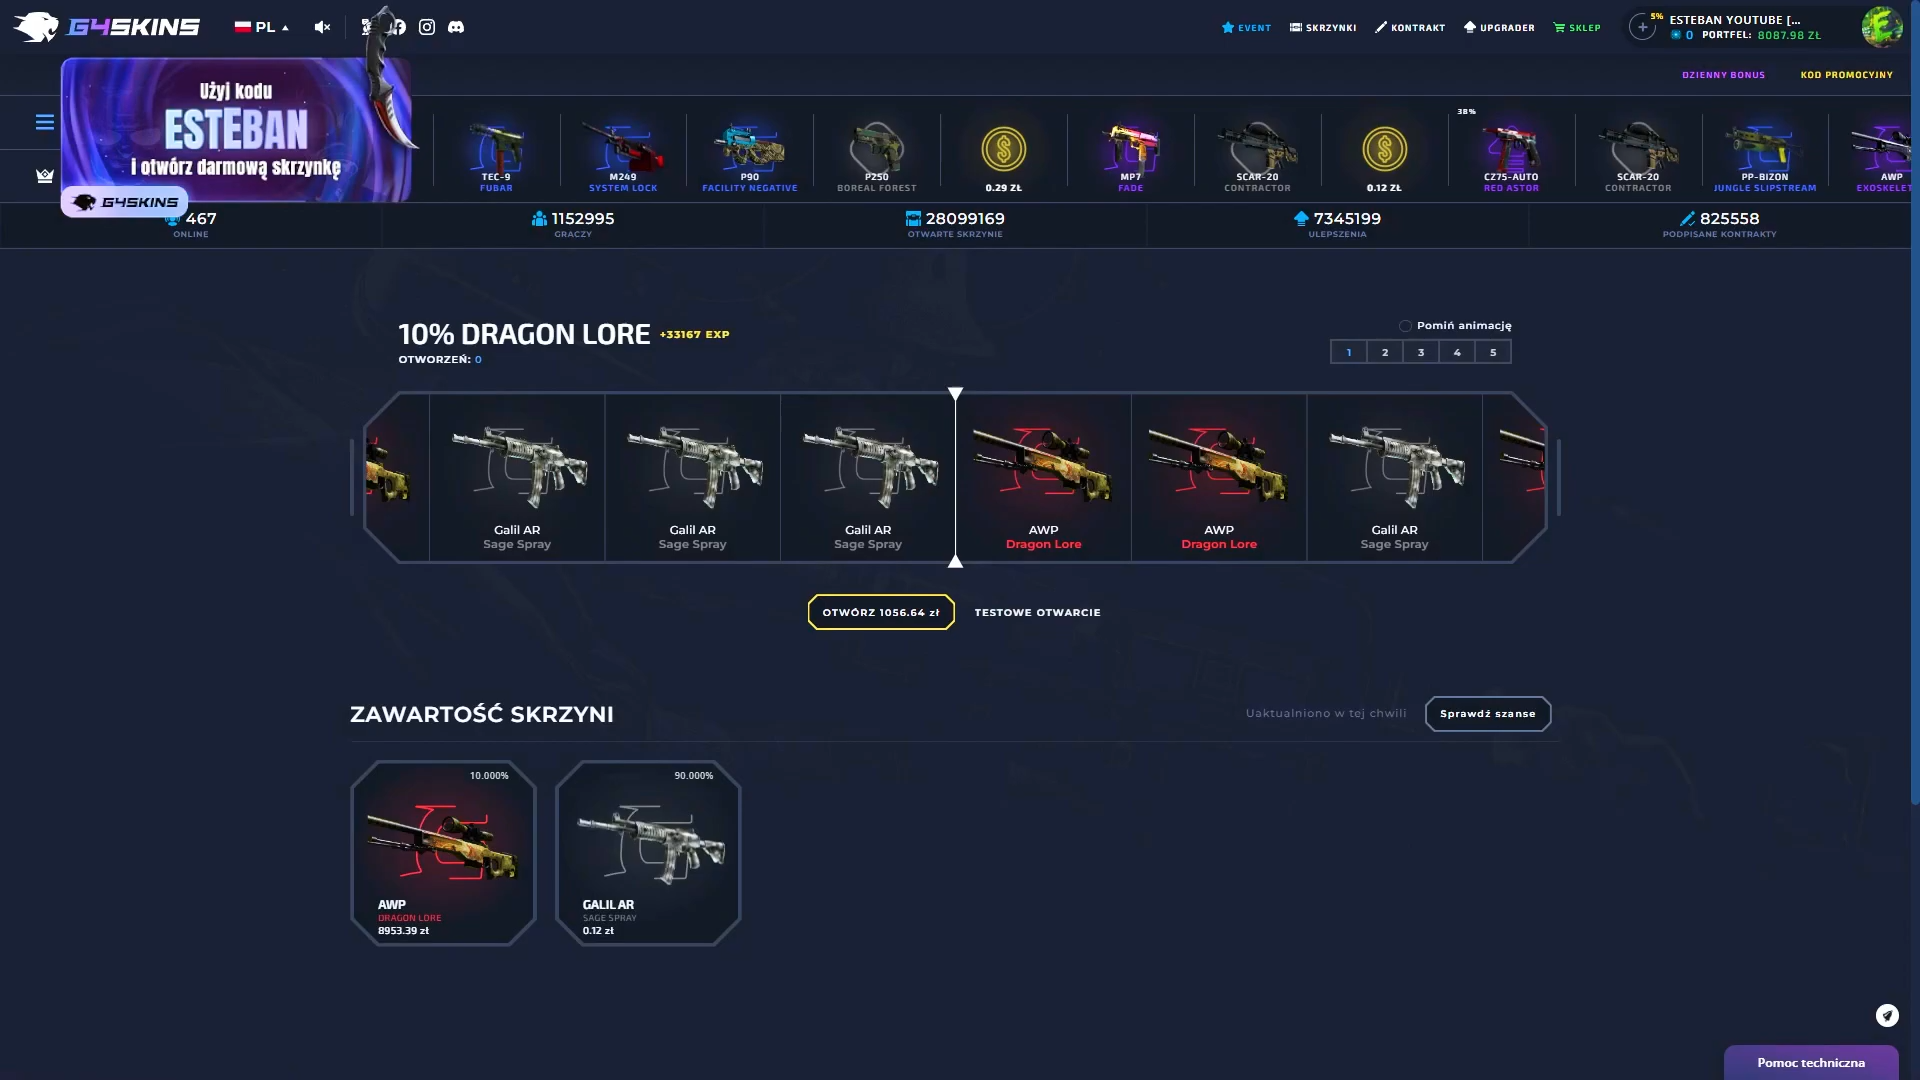 G4SKINS
PL
EVENT
SKRZYNKI
KONTRAKT
UPGRADER
SKLEP
5%
ESTEBAN YOUTUBE [...
0 PORTFEL: 8087.98 ZŁ
DZIENNY BONUS
KOD PROMOCYJNY
Użyj kodu
ESTEBAN
i otwórz darmową skrzynkę
G4SKINS
TEC-9
FUBAR
M249
SYSTEM LOCK
P90
FACILITY NEGATIVE
P250
BOREAL FOREST
0.29 ZŁ
MP7
FADE
SCAR-20
CONTRACTOR
0.12 ZŁ
38%
CZ75-AUTO
RED ASTOR
SCAR-20
CONTRACTOR
PP-BIZON
JUNGLE SLIPSTREAM
AWP
EXOSKELET
467
ONLINE
1152995
GRACZY
28099169
OTWARTE SKRZYNIE
7345199
ULEPSZENIA
825558
PODPISANE KONTRAKTY
10% DRAGON LORE +33167 EXP
OTWORZEŃ: 0
Pomiń animację
1 2 3 4 5
Galil AR
Sage Spray
Galil AR
Sage Spray
Galil AR
Sage Spray
AWP
Dragon Lore
AWP
Dragon Lore
Galil AR
Sage Spray
OTWÓRZ 1056.64 zł
TESTOWE OTWARCIE
ZAWARTOŚĆ SKRZYNI
Uaktualniono w tej chwili
Sprawdź szanse
10.000%
AWP
DRAGON LORE
8953.39 zł
90.000%
GALIL AR
SAGE SPRAY
0.12 zł
Pomoc techniczna